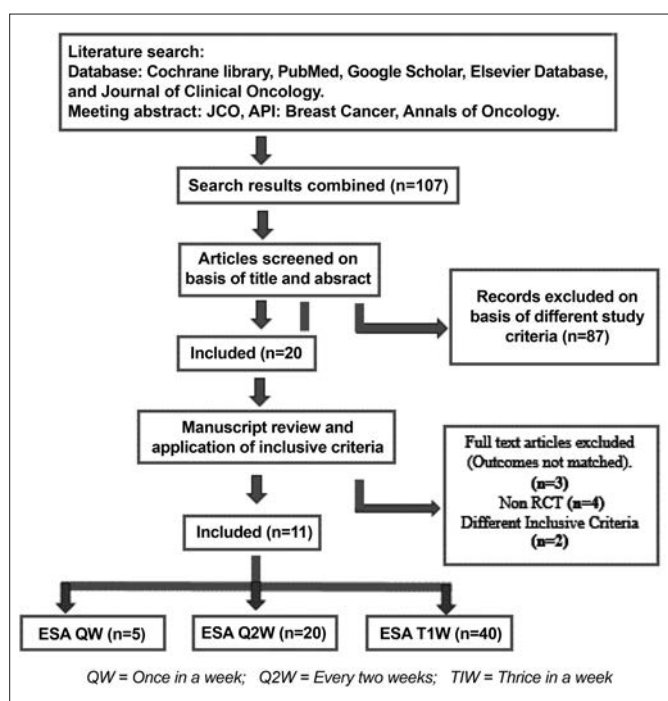 Literature search:
Database: Cochrane library, PubMed, Google Scholar, Elsevier Database,
and Journal of Clinical Oncology.
Meeting abstract: JCO, API: Breast Cancer, Annals of Oncology.
Search results combined (n=107)
Articles screened on
basis of title and absract
Records excluded on
basis of different study
criteria (n=87)
Included (n=20
Manuscript review and
application of inclusive criteria
Full text articles excluded
(Outcomes not matched).
(n=3)
Non RCT (n=4)
Different Inclusive Criteria
(n=2)
Included (n=11)
ESA QW (n=5)
ESA Q2W (n=20)
ESA T1W (n=40)
QW = Once in a week; Q2W = Every two weeks; TIW = Thrice in a week